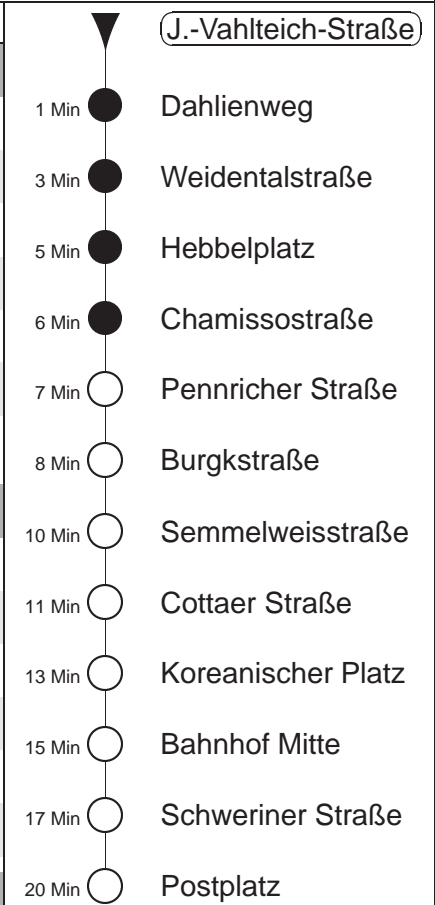 J.-Vahlteich-Straße
1 Min Dahlienweg
3 Min Weidentalstraße
5 Min Hebbelplatz
6 Min Chamissostraße
7 Min Pennricher Straße
8 Min Burgkstraße
10 Min Semmelweisstraße
11 Min Cottaer Straße
13 Min Koreanischer Platz
15 Min Bahnhof Mitte
17 Min Schweriner Straße
20 Min Postplatz